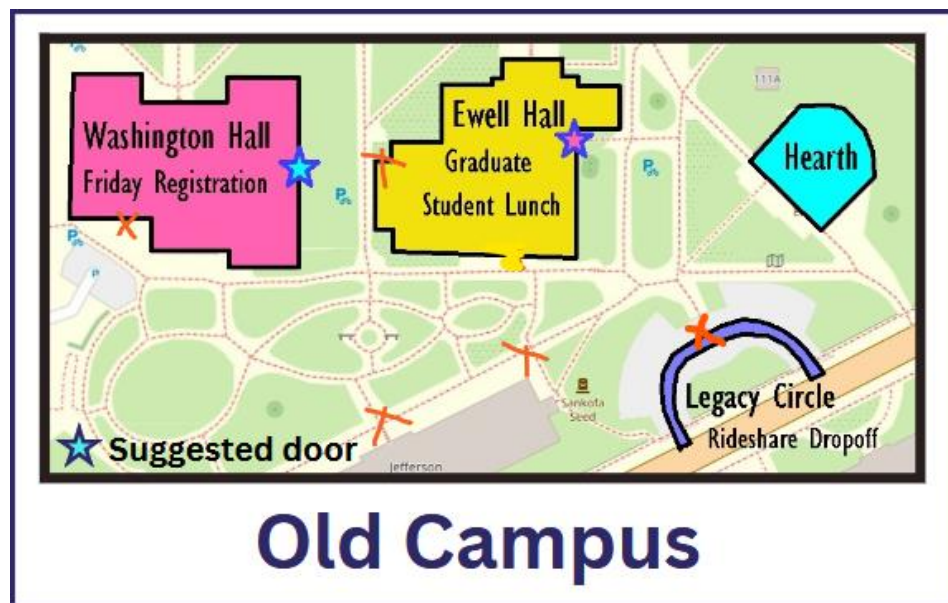 Washington Hall
Friday Registration
Ewell Hall
Graduate
Student Lunch
111A
Hearth
P
P
P
P
P
Sankofa
Seed
Legacy Circle
Rideshare Dropoff
Suggested door
Jefferson
Old Campus